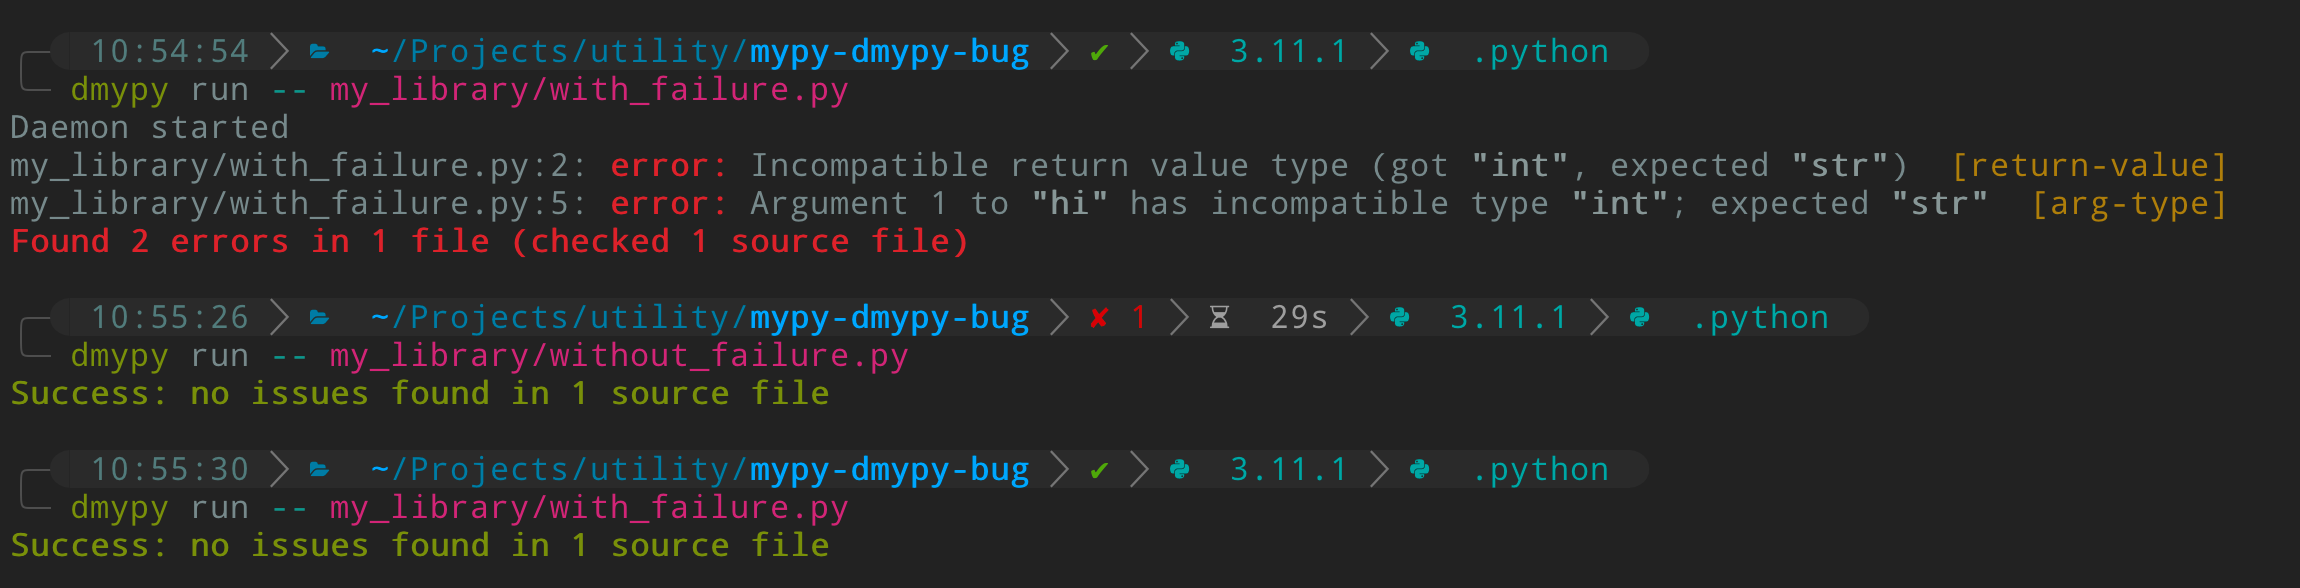 10:54:54 ~/Projects/utility/mypy-dmypy-bug ✔ 3.11.1 .python
dmypy run -- my_library/with_failure.py
Daemon started
my_library/with_failure.py:2: error: Incompatible return value type (got "int", expected "str")  [return-value]
my_library/with_failure.py:5: error: Argument 1 to "hi" has incompatible type "int"; expected "str"  [arg-type]
Found 2 errors in 1 file (checked 1 source file)
10:55:26 ~/Projects/utility/mypy-dmypy-bug ✘ 1 29s 3.11.1 .python
dmypy run -- my_library/without_failure.py
Success: no issues found in 1 source file
10:55:30 ~/Projects/utility/mypy-dmypy-bug ✔ 3.11.1 .python
dmypy run -- my_library/with_failure.py
Success: no issues found in 1 source file